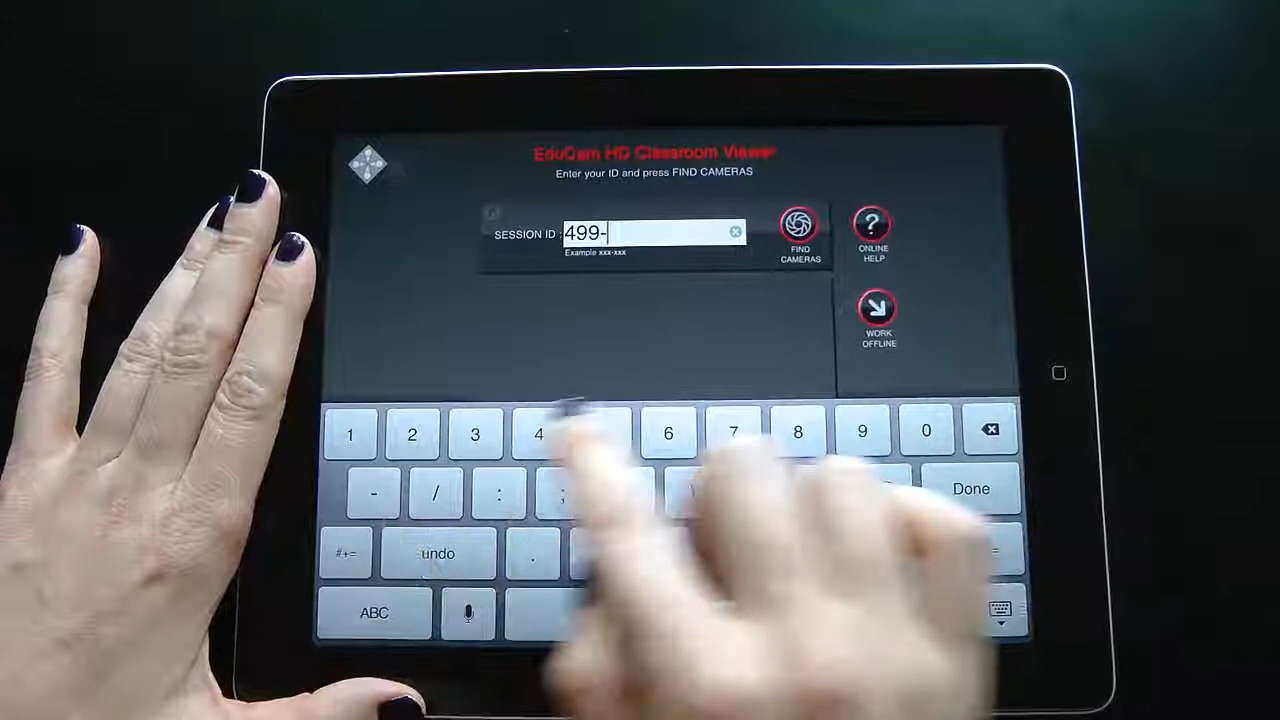 EduCam HD Classroom Viewer
Enter your ID and press FIND CAMERAS
SESSION ID : 499-
Example xxx-xxx
FIND
CAMERAS
ONLINE
HELP
WORK
OFFLINE
1 2 3 4 6 7 8 9 0
- / : ; Done
#+= undo . =
ABC